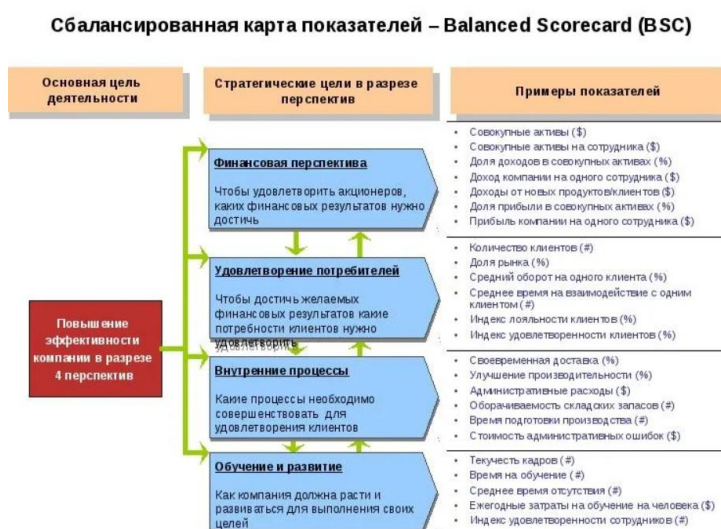 Сбалансированная карта показателей – Balanced Scorecard (BSC)
Основная цель
деятельности
Стратегические цели в разрезе
перспектив
Примеры показателей
Повышение
эффективности
компании в разрезе
4 перспектив
Финансовая перспектива
Чтобы удовлетворить акционеров,
каких финансовых результатов нужно
достичь
• Совокупные активы ($)
• Совокупные активы на сотрудника ($)
• Доля доходов в совокупных активах (%)
• Доход компании на одного сотрудника ($)
• Доходы от новых продуктов/клиентов ($)
• Доля прибыли в совокупных активах (%)
• Прибыль компании на одного сотрудника ($)
Удовлетворение потребителей
Чтобы достичь желаемых
финансовых результатов какие
потребности клиентов нужно
удовлетворить
• Количество клиентов (#)
• Доля рынка (%)
• Средний оборот на одного клиента (%)
• Среднее время на взаимодействие с одним
клиентом (#)
• Индекс лояльности клиентов (%)
• Индекс удовлетворенности клиентов (%)
Внутренние процессы
Какие процессы необходимо
совершенствовать для
удовлетворения клиентов
• Своевременная доставка (%)
• Улучшение производительности (%)
• Административные расходы ($)
• Оборачиваемость складских запасов (#)
• Время подготовки производства (#)
• Стоимость административных ошибок ($)
Обучение и развитие
Как компания должна расти и
развиваться для выполнения своих
целей
• Текучесть кадров (#)
• Время на обучение (#)
• Среднее время отсутствия (#)
• Ежегодные затраты на обучение на человека ($)
• Индекс удовлетворенности сотрудников (#)